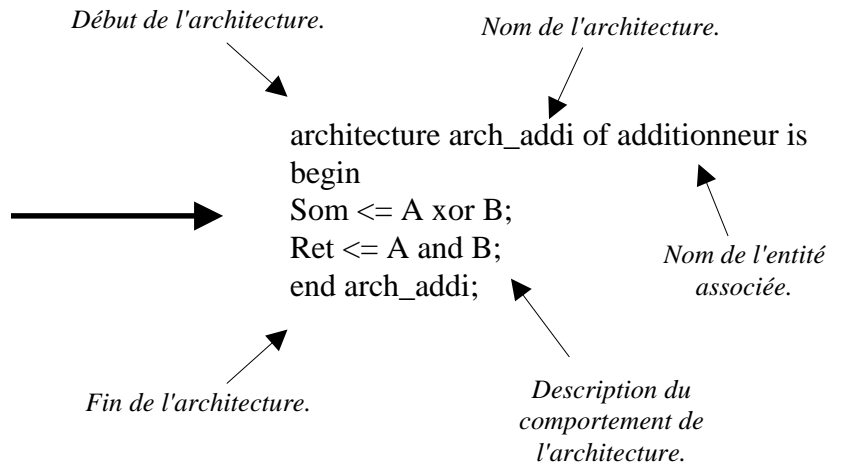 Début de l'architecture.
Nom de l'architecture.
architecture arch_addi of additionneur is
begin
Som <= A xor B;
Ret <= A and B;
end arch_addi;
Nom de l'entité
associée.
Fin de l'architecture.
Description du
comportement de
l'architecture.